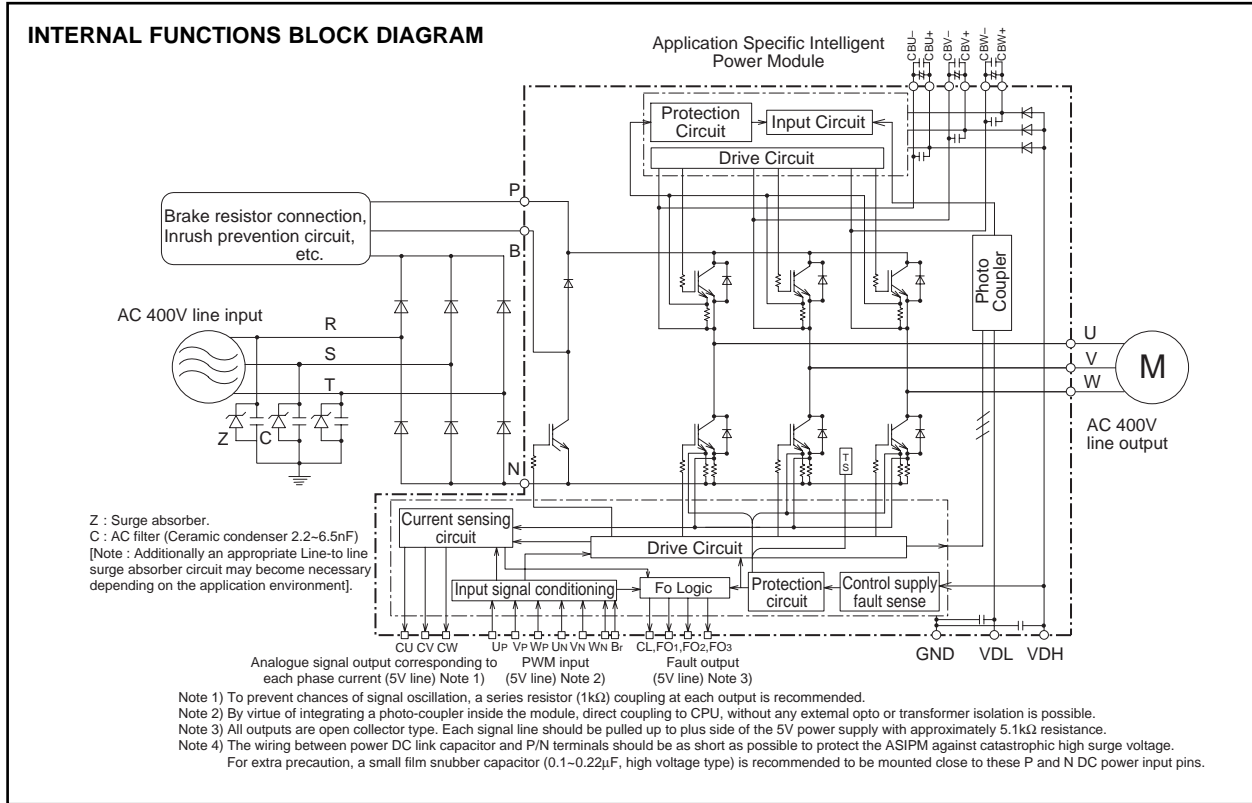 INTERNAL FUNCTIONS BLOCK DIAGRAM
Application Specific Intelligent
Power Module
CBU–
CBU+
CBV–
CBV+
CBW–
CBW+
Protection
Circuit
Input Circuit
Drive Circuit
P
Brake resistor connection,
Inrush prevention circuit,
etc.
B
Photo
Coupler
AC 400V line input
R
S
T
Z
C
U
V
W
M
AC 400V
line output
T
S
N
Z : Surge absorber.
C : AC filter (Ceramic condenser 2.2~6.5nF)
[Note : Additionally an appropriate Line-to line
surge absorber circuit may become necessary
depending on the application environment].
Current sensing
circuit
Drive Circuit
Input signal conditioning
Fo Logic
Protection
circuit
Control supply
fault sense
CU CV CW
UP VP WP UN VN WN Br
CL,FO1,FO2,FO3
GND VDL VDH
Analogue signal output corresponding to
each phase current (5V line) Note 1)
PWM input
(5V line) Note 2)
Fault output
(5V line) Note 3)
Note 1) To prevent chances of signal oscillation, a series resistor (1kΩ) coupling at each output is recommended.
Note 2) By virtue of integrating a photo-coupler inside the module, direct coupling to CPU, without any external opto or transformer isolation is possible.
Note 3) All outputs are open collector type. Each signal line should be pulled up to plus side of the 5V power supply with approximately 5.1kΩ resistance.
Note 4) The wiring between power DC link capacitor and P/N terminals should be as short as possible to protect the ASIPM against catastrophic high surge voltage.
For extra precaution, a small film snubber capacitor (0.1~0.22μF, high voltage type) is recommended to be mounted close to these P and N DC power input pins.